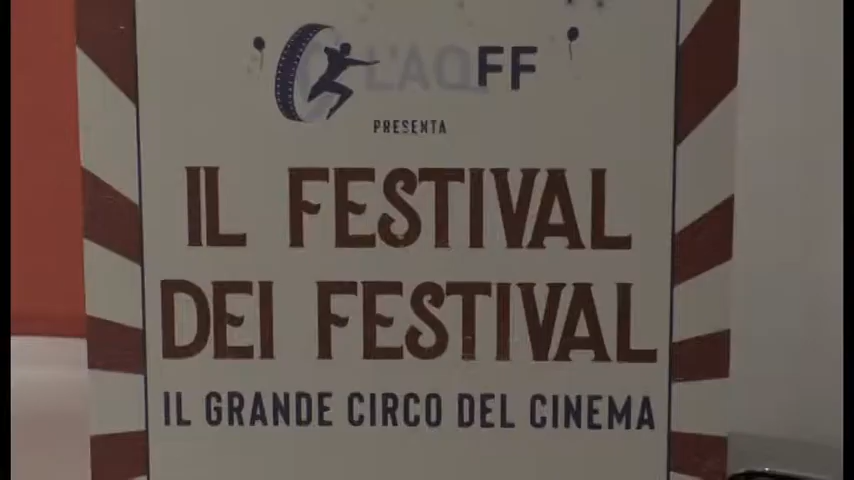 L'AQFF
PRESENTA
IL FESTIVAL
DEI FESTIVAL
IL GRANDE CIRCO DEL CINEMA